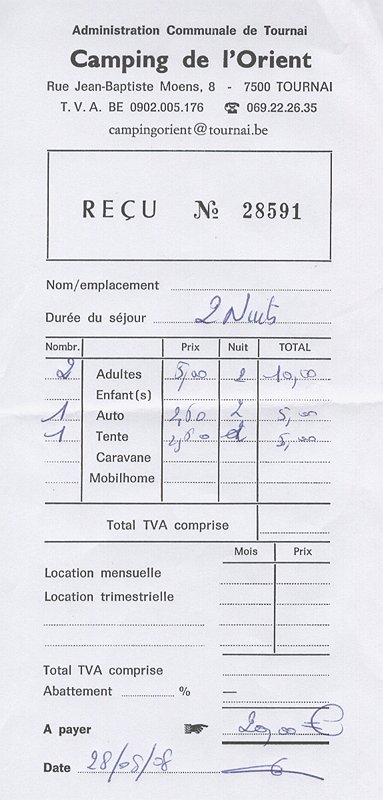 Administration Communale de Tournai
Camping de l'Orient
Rue Jean-Baptiste Moens, 8 - 7500 TOURNAI
T. V. A. BE 0902.005.176 ☎ 069.22.26.35
campingorient@tournai.be
REÇU № 28591
Nom/emplacement
Durée du séjour 2 Nuits
Nombr. Prix Nuit TOTAL
2 Adultes 5,00 2 10,00
Enfant(s)
1 Auto 2,50 2 5,00
1 Tente 2,50 2 5,00
Caravane
Mobilhome
Total TVA comprise
Mois Prix
Location mensuelle
Location trimestrielle
Total TVA comprise
Abattement % —
A payer 20,00 €
Date 28/05/08